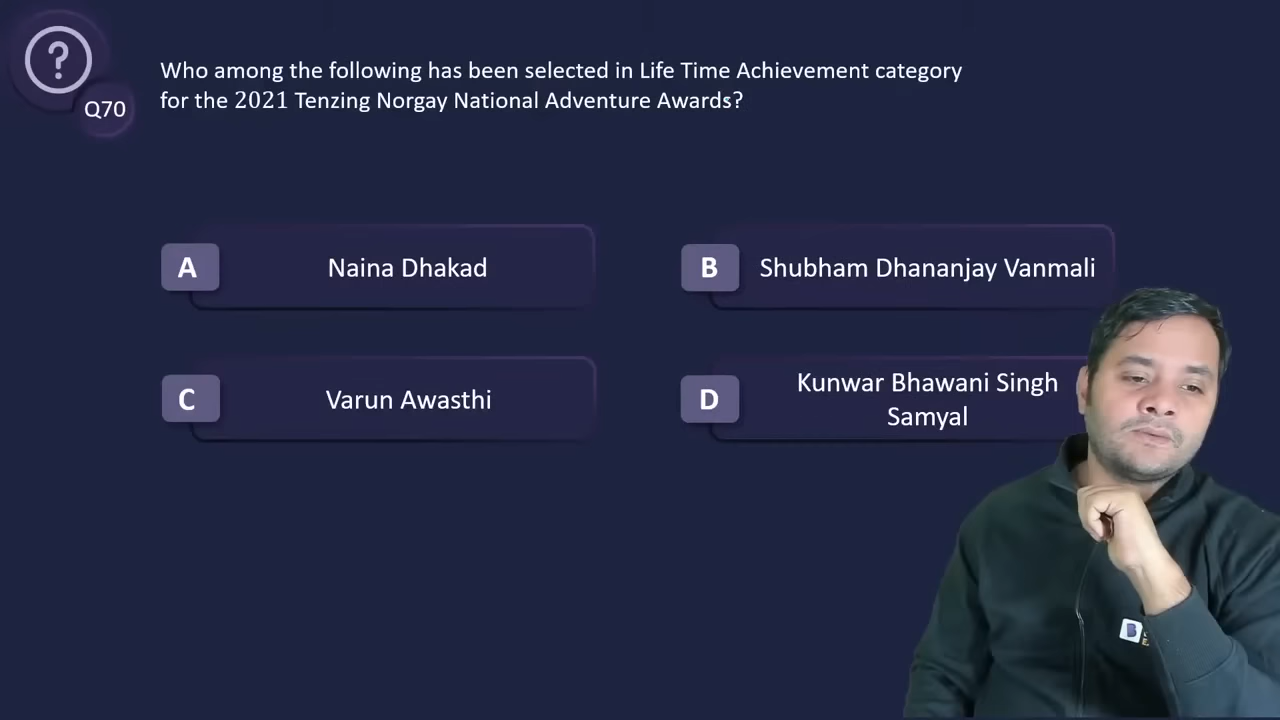 ?
Q70
Who among the following has been selected in Life Time Achievement category
for the 2021 Tenzing Norgay National Adventure Awards?
A
Naina Dhakad
B
Shubham Dhananjay Vanmali
C
Varun Awasthi
D
Kunwar Bhawani Singh
Samyal
B